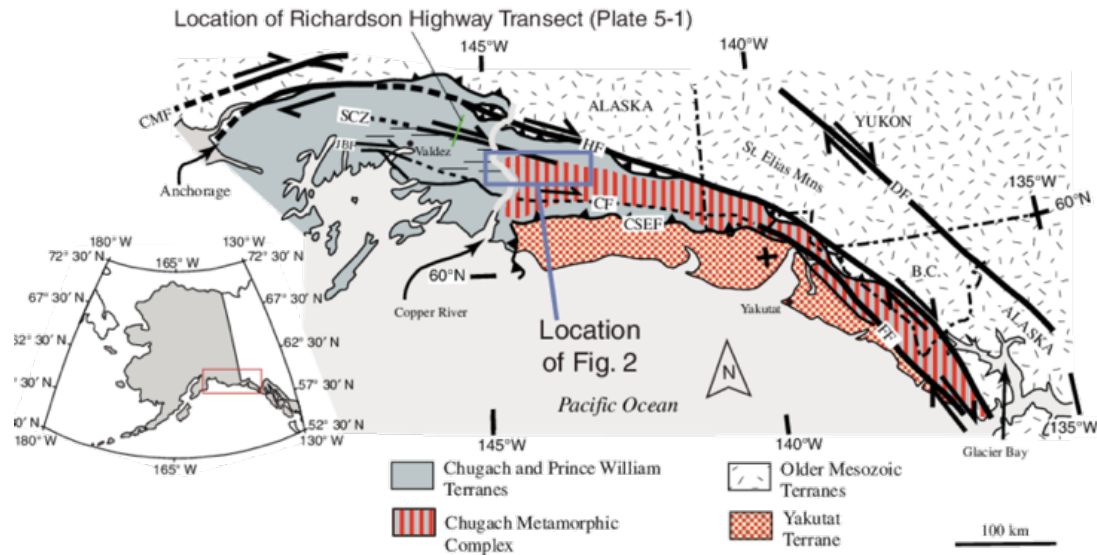 Location of Richardson Highway Transect (Plate 5-1)
145°W
140°W
CMF
SCZ
ALASKA
YUKON
IBF
Valdez
HF
St. Elias Mtns
DF
135°W
60°N
Anchorage
CF
CSEF
B.C.
180° W
165° W
130° W
72° 30′ N
72° 30′ N
67° 30′ N
67° 30′ N
62° 30′ N
62° 30′ N
57° 30′ N
52° 30′ N
180° W
165° W
130° W
60°N
Copper River
Yakutat
FF
ALASKA
Location
of Fig. 2
N
Pacific Ocean
145°W
140°W
135°W
Glacier Bay
Chugach and Prince William
Terranes
Older Mesozoic
Terranes
Chugach Metamorphic
Complex
Yakutat
Terrane
100 km